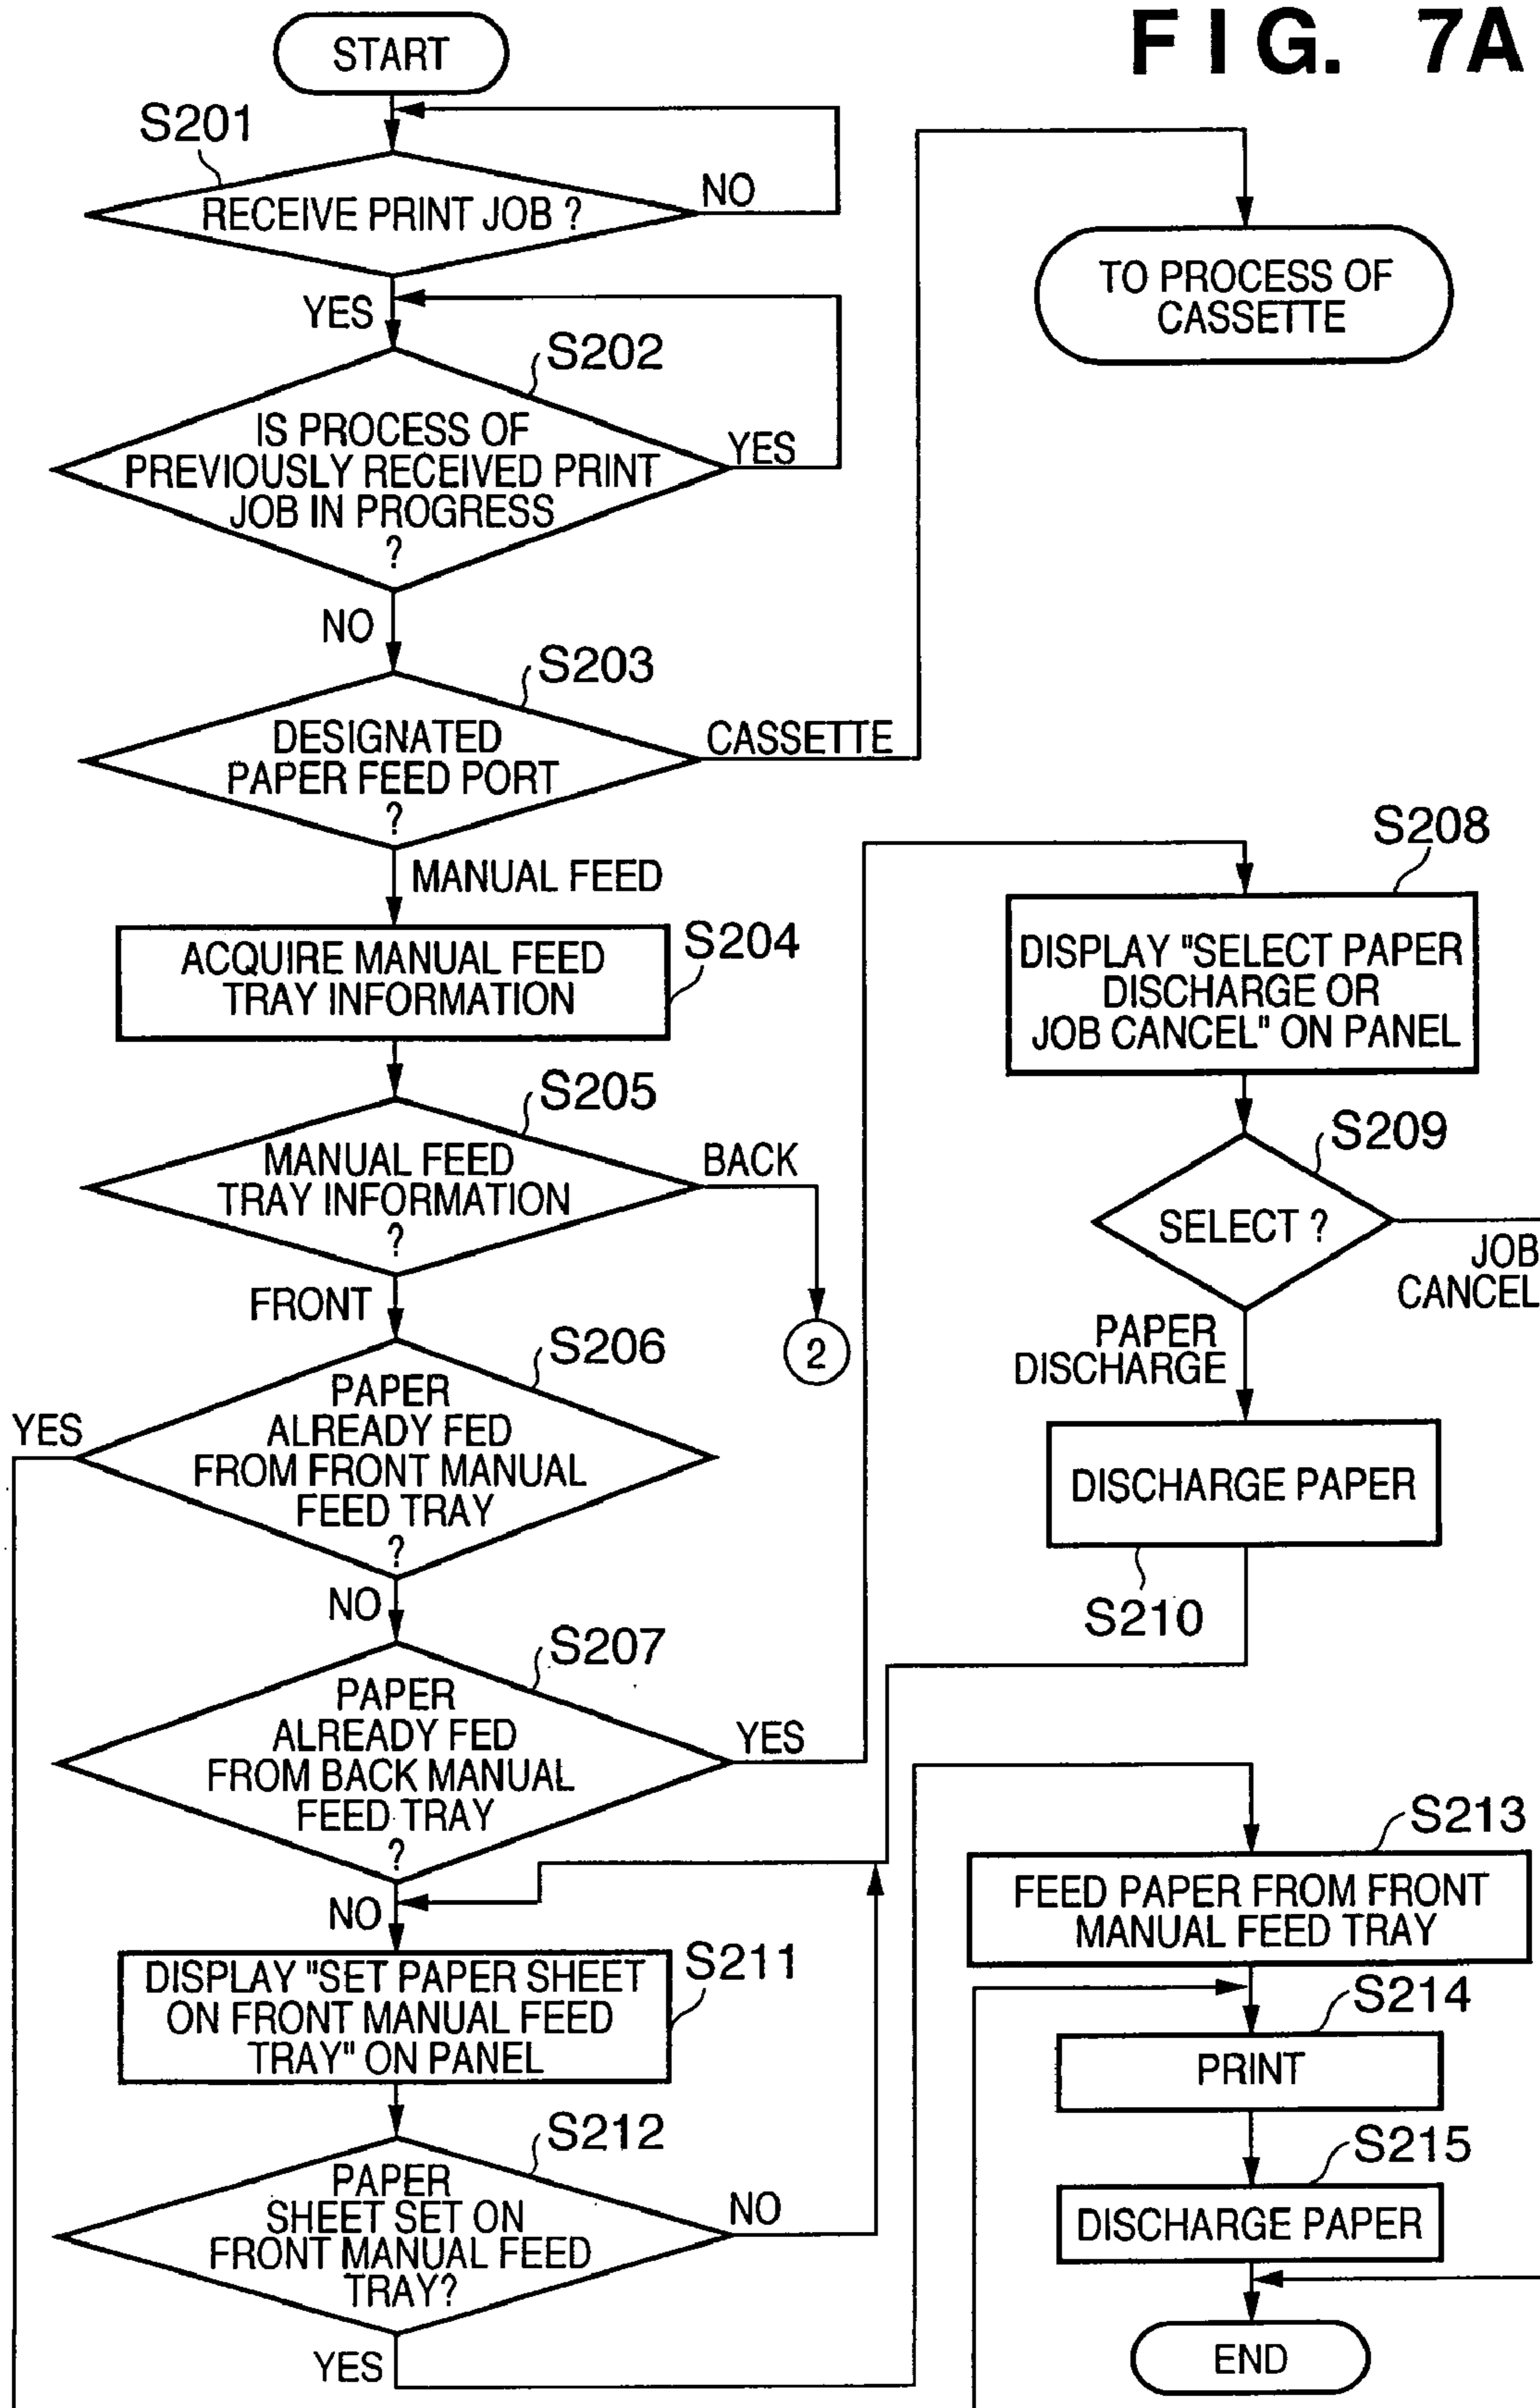 FIG. 7A
START
S201
RECEIVE PRINT JOB ?
NO
YES
S202
IS PROCESS OF
PREVIOUSLY RECEIVED PRINT
JOB IN PROGRESS
?
YES
NO
S203
DESIGNATED
PAPER FEED PORT
?
CASSETTE
TO PROCESS OF
CASSETTE
MANUAL FEED
S204
ACQUIRE MANUAL FEED
TRAY INFORMATION
S205
MANUAL FEED
TRAY INFORMATION
?
BACK
2
FRONT
S206
PAPER
ALREADY FED
FROM FRONT MANUAL
FEED TRAY
?
YES
NO
S207
PAPER
ALREADY FED
FROM BACK MANUAL
FEED TRAY
?
YES
NO
S208
DISPLAY "SELECT PAPER
DISCHARGE OR
JOB CANCEL" ON PANEL
S209
SELECT ?
JOB
CANCEL
PAPER
DISCHARGE
DISCHARGE PAPER
S210
S211
DISPLAY "SET PAPER SHEET
ON FRONT MANUAL FEED
TRAY" ON PANEL
S212
PAPER
SHEET SET ON
FRONT MANUAL FEED
TRAY?
NO
YES
S213
FEED PAPER FROM FRONT
MANUAL FEED TRAY
S214
PRINT
S215
DISCHARGE PAPER
END